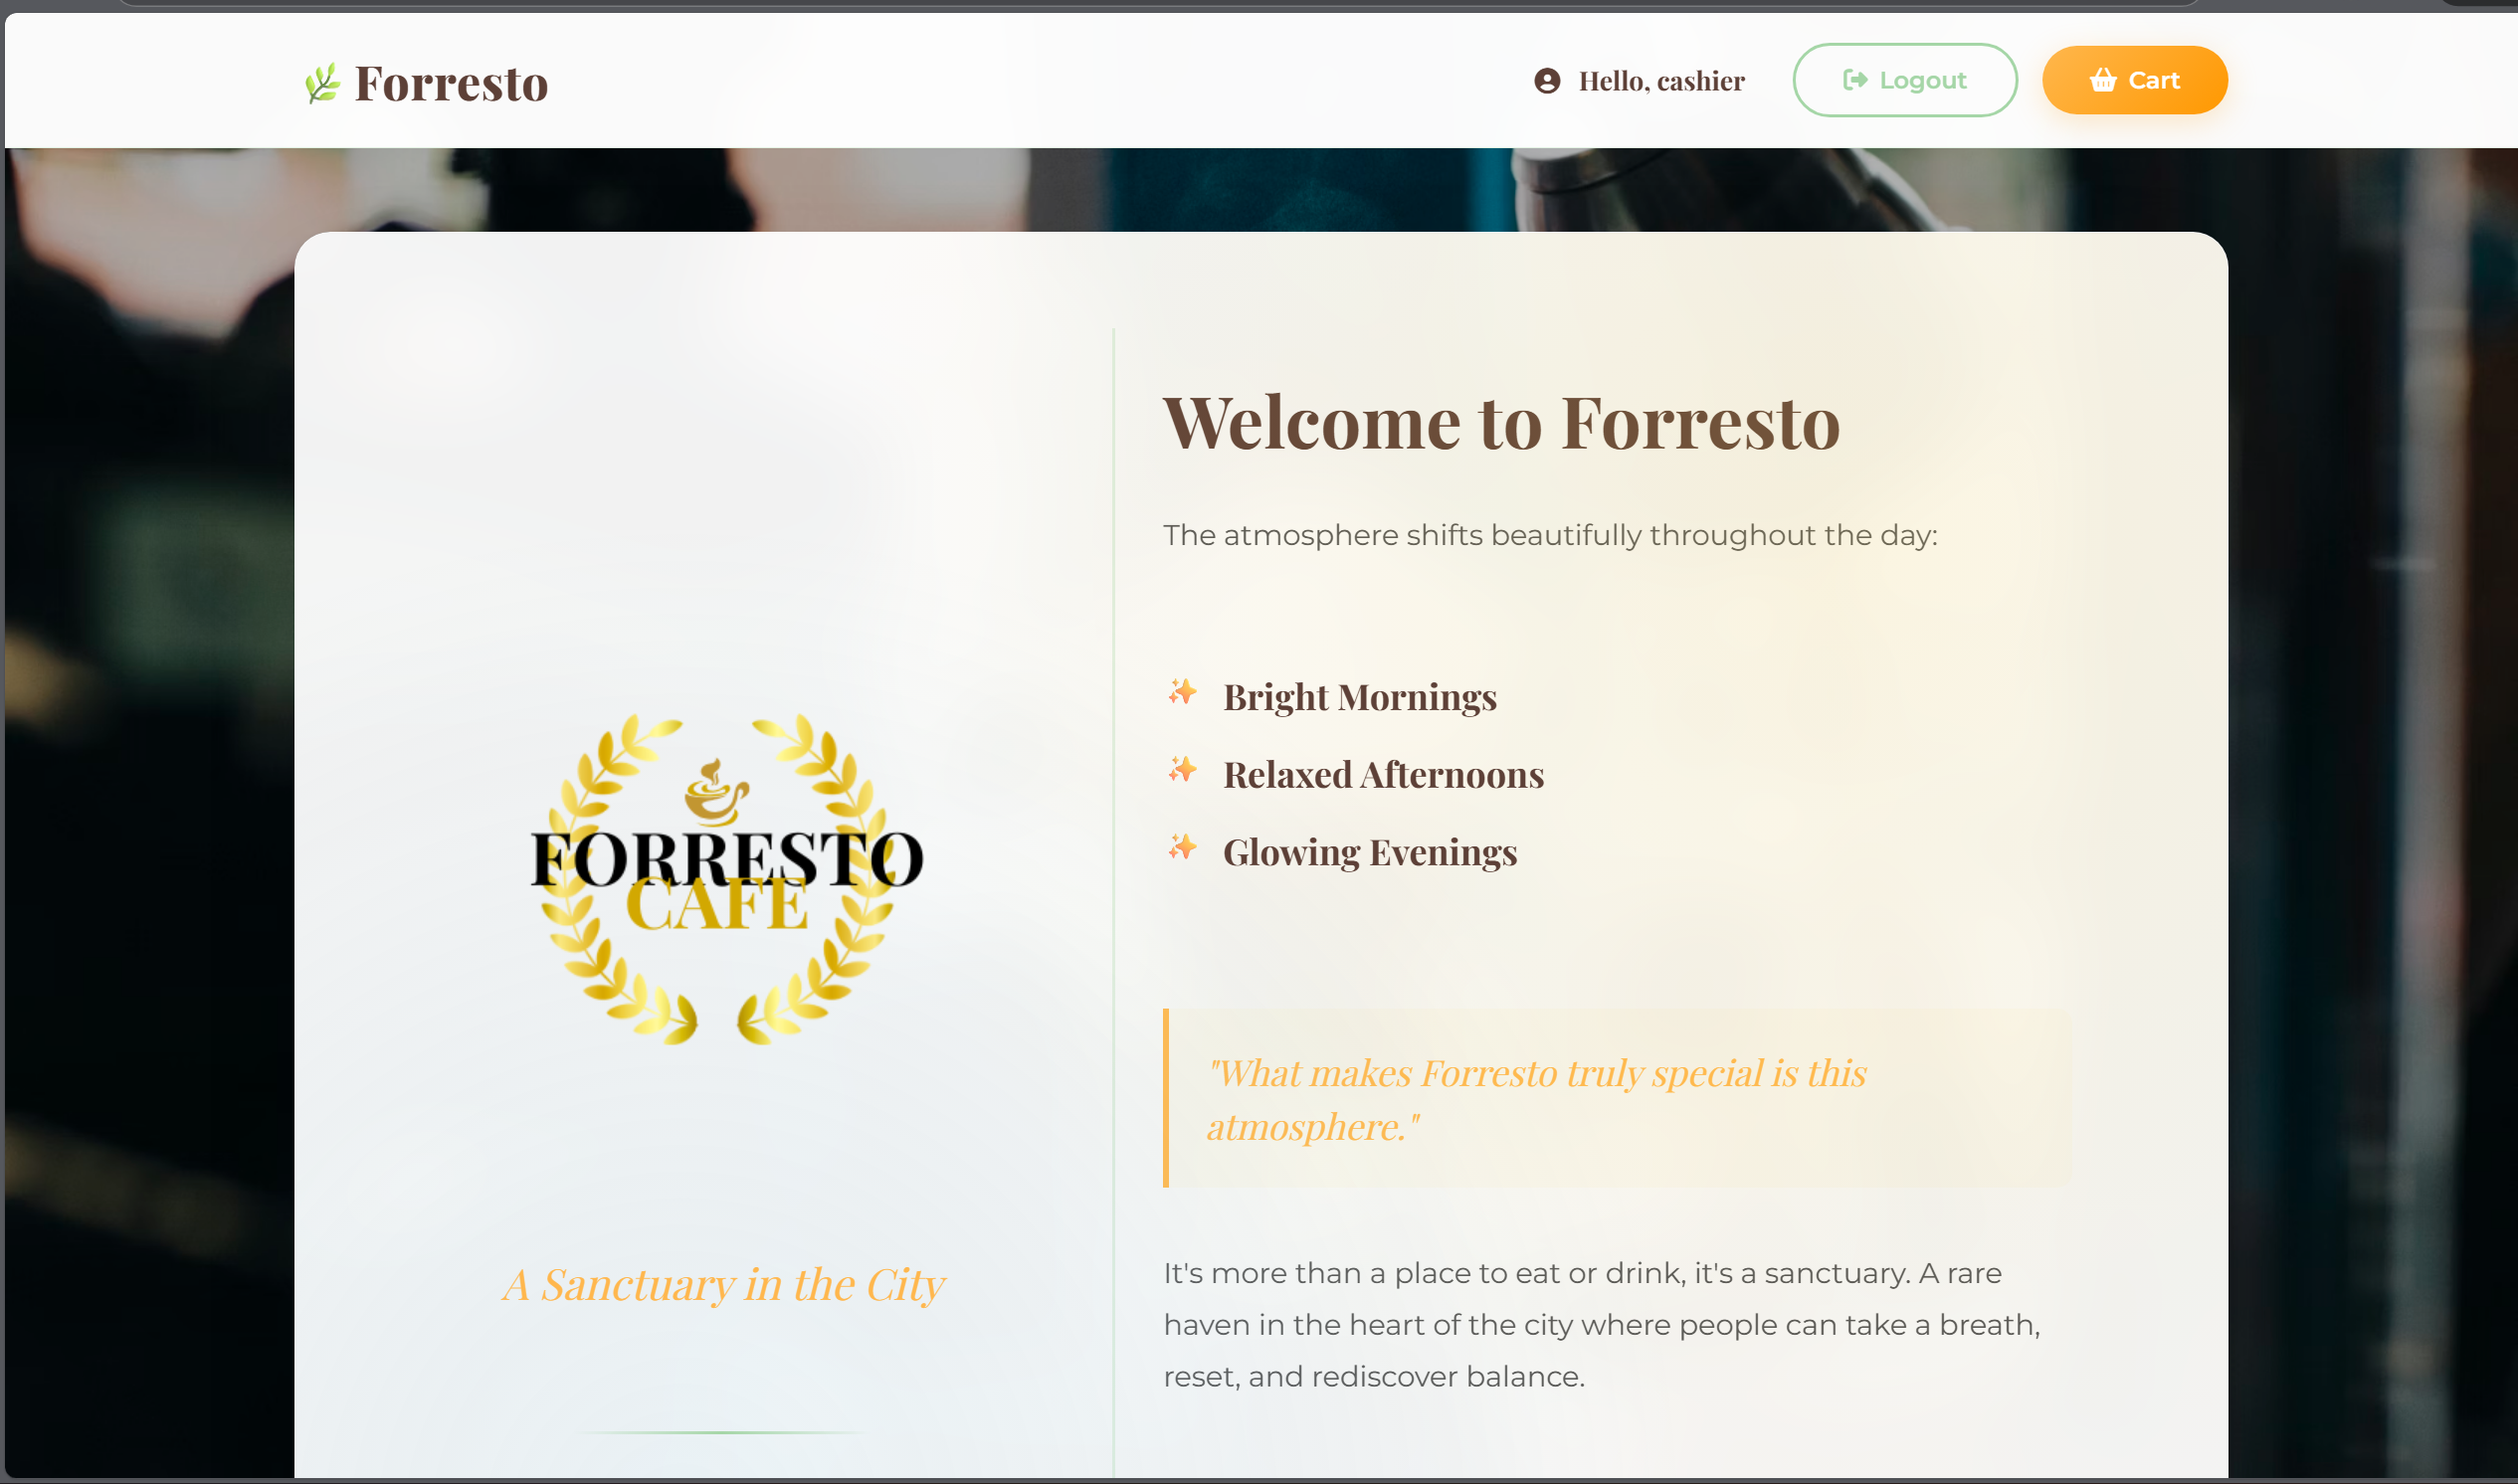 Forresto
Hello, cashier
Logout
Cart
FORRESTO
CAFE
A Sanctuary in the City
Welcome to Forresto
The atmosphere shifts beautifully throughout the day:
Bright Mornings
Relaxed Afternoons
Glowing Evenings
"What makes Forresto truly special is this
atmosphere."
It's more than a place to eat or drink, it's a sanctuary. A rare
haven in the heart of the city where people can take a breath,
reset, and rediscover balance.